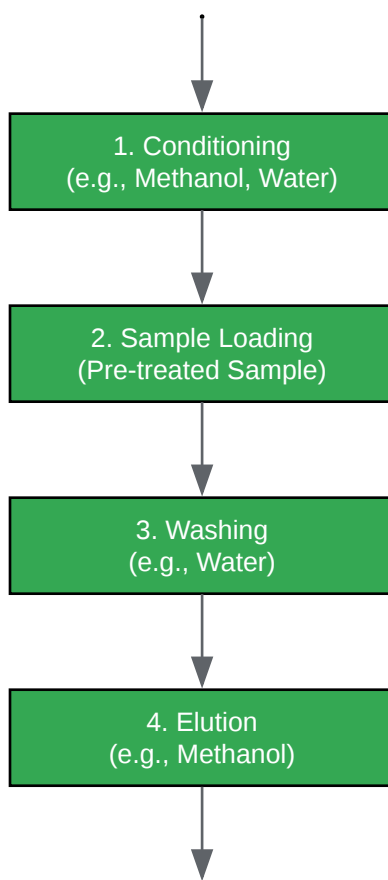 1. Conditioning
(e.g., Methanol, Water)
2. Sample Loading
(Pre-treated Sample)
3. Washing
(e.g., Water)
4. Elution
(e.g., Methanol)